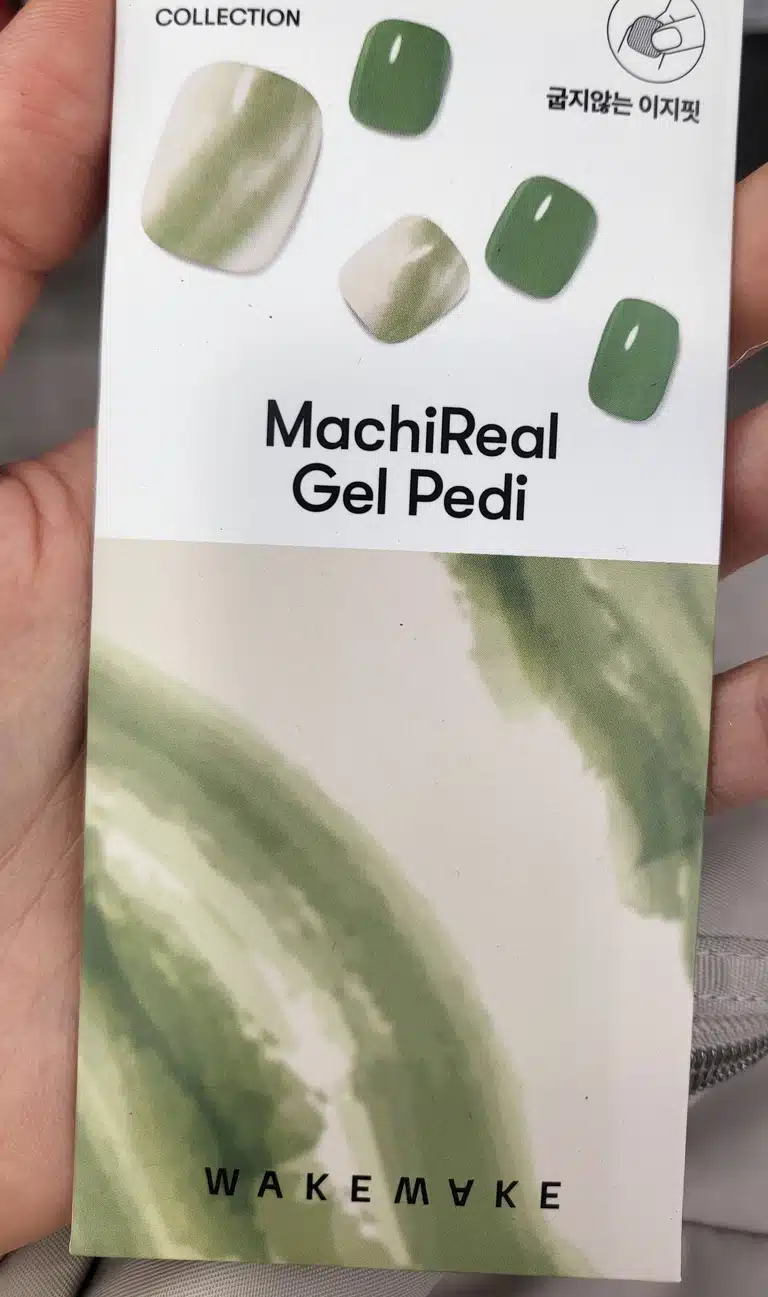 COLLECTION
굽지않는 이지핏
MachiReal
Gel Pedi
WAKEMAKE